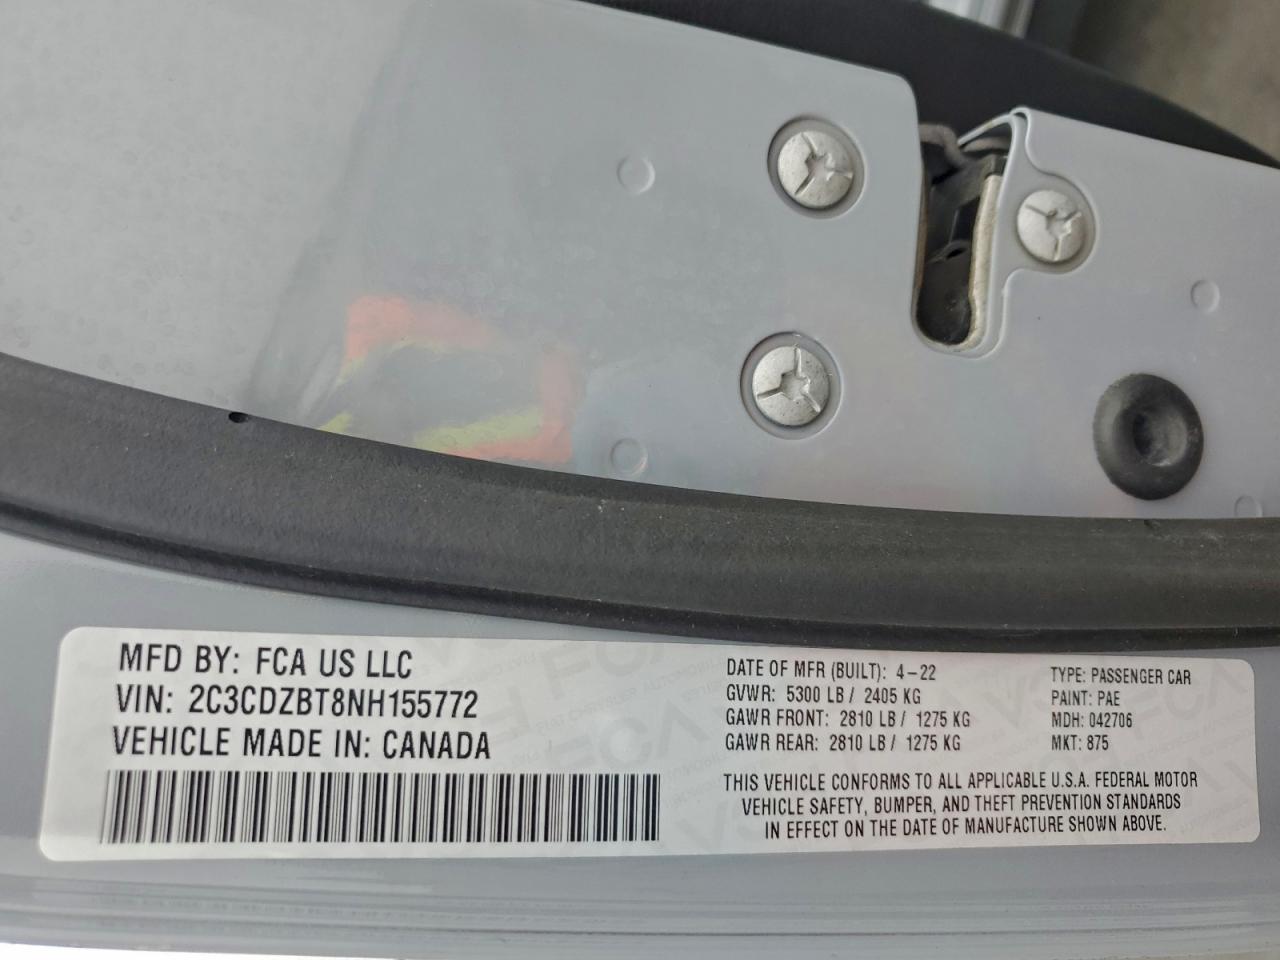 MFD BY: FCA US LLC
VIN: 2C3CDZBT8NH155772
VEHICLE MADE IN: CANADA
DATE OF MFR (BUILT): 4-22
GVWR: 5300 LB / 2405 KG
GAWR FRONT: 2810 LB / 1275 KG
GAWR REAR: 2810 LB / 1275 KG
TYPE: PASSENGER CAR
PAINT: PAE
MDH: 042706
MKT: 875
THIS VEHICLE CONFORMS TO ALL APPLICABLE U.S.A. FEDERAL MOTOR
VEHICLE SAFETY, BUMPER, AND THEFT PREVENTION STANDARDS
IN EFFECT ON THE DATE OF MANUFACTURE SHOWN ABOVE.